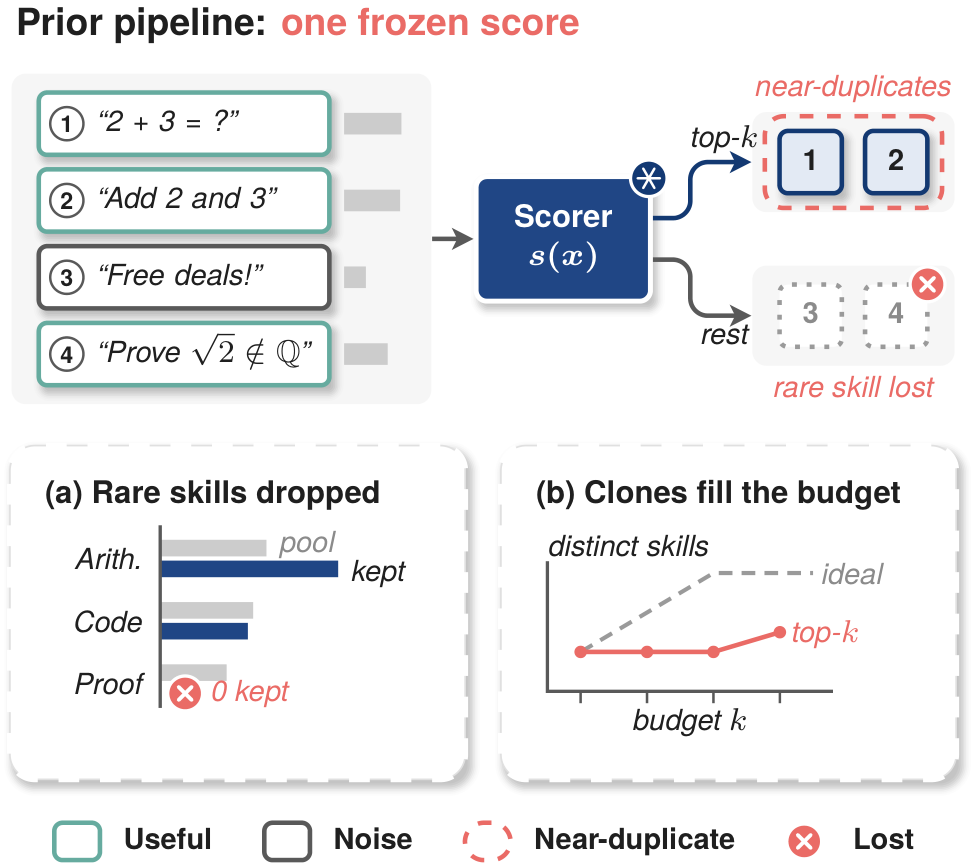 Prior pipeline: one frozen score
1 “2 + 3 = ?”
2 “Add 2 and 3”
3 “Free deals!”
4 “Prove √2 ∉ ℚ”
Scorer
s(x)
top-k
near-duplicates
1 2
rest
3 4
rare skill lost
(a) Rare skills dropped
pool
Arith.
kept
Code
Proof
0 kept
(b) Clones fill the budget
distinct skills
ideal
top-k
budget k
Useful Noise Near-duplicate Lost